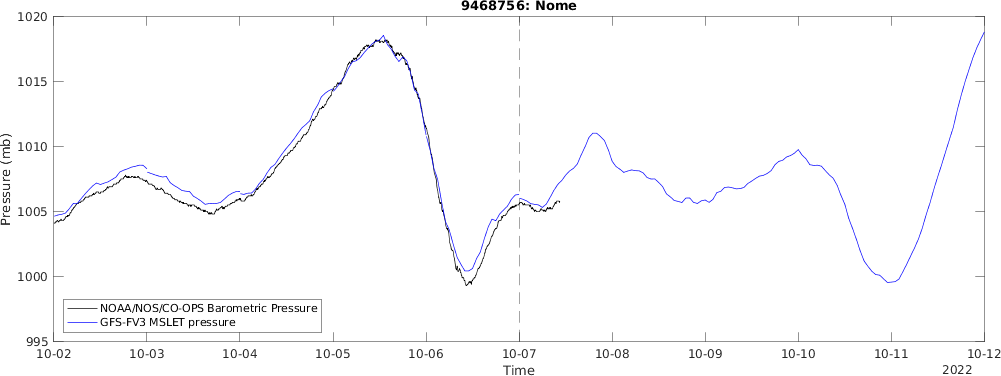 9468756: Nome
1020
1015
1010
1005
1000
995
Pressure (mb)
NOAA/NOS/CO-OPS Barometric Pressure
GFS-FV3 MSLET pressure
10-02 10-03 10-04 10-05 10-06 10-07 10-08 10-09 10-10 10-11 10-12
Time
2022